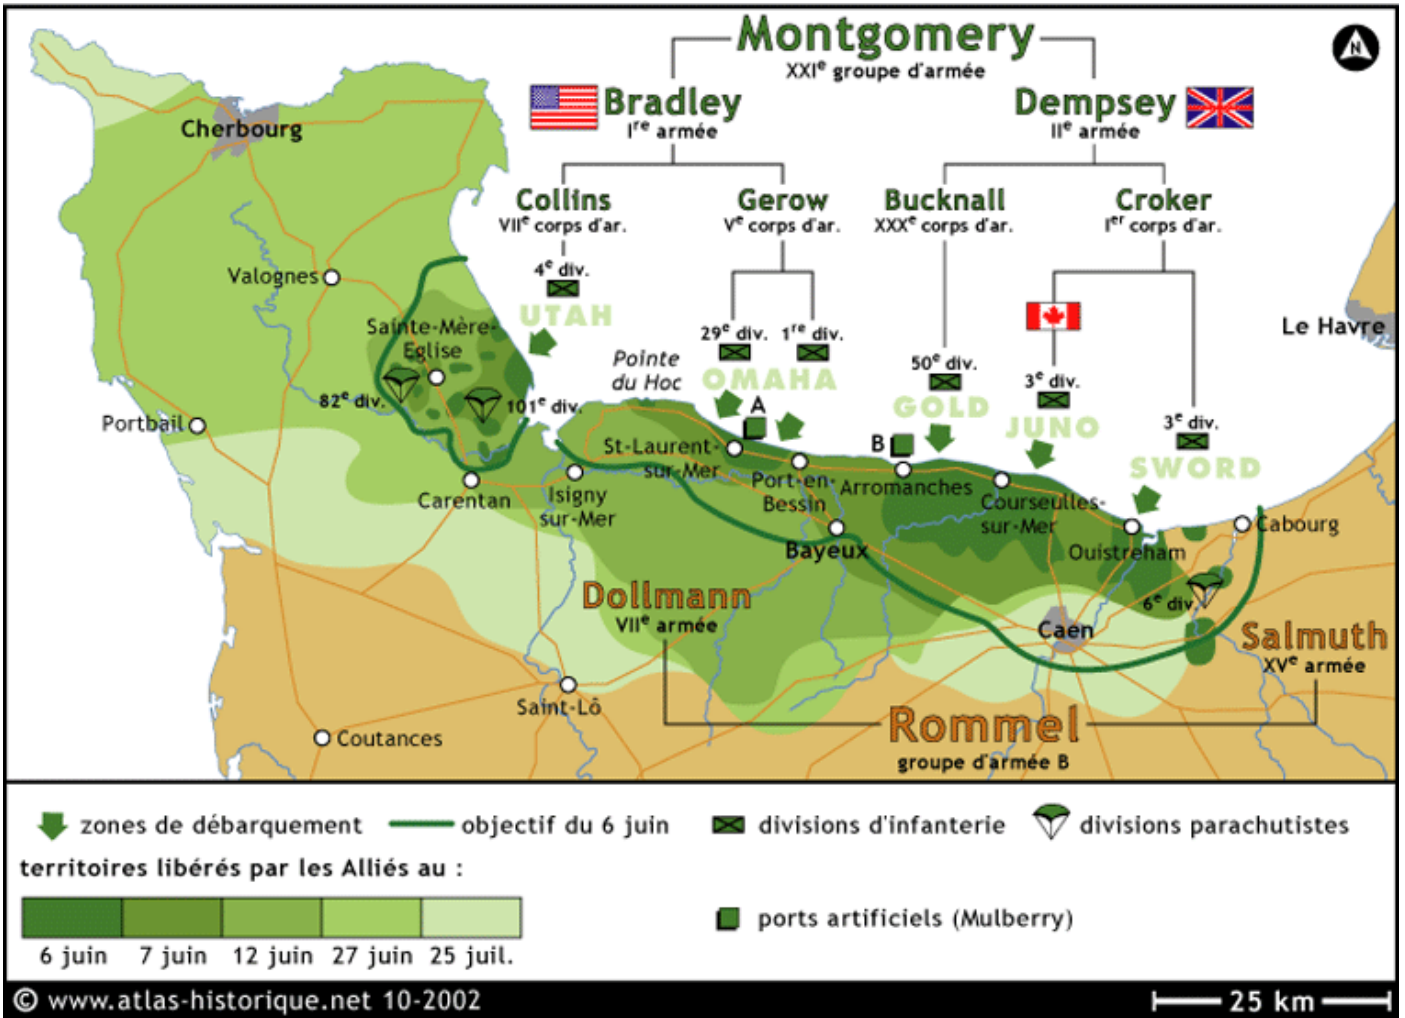 Montgomery
XXIe groupe d'armée
N
Bradley
Ire armée
Dempsey
IIe armée
Cherbourg
Collins
VIIe corps d'ar.
Gerow
Ve corps d'ar.
Bucknall
XXXe corps d'ar.
Croker
Ier corps d'ar.
4e div.
Valognes
UTAH
Sainte-Mère-
Eglise
29e div.
1re div.
Le Havre
Pointe
du Hoc
OMAHA
50e div.
3e div.
82e div.
101e div.
A
GOLD
JUNO
3e div.
Portbail
St-Laurent-
sur-Mer
B
SWORD
Port-en-
Bessin
Arromanches
Carentan
Isigny
sur-Mer
Courseulles-
sur-Mer
Cabourg
Bayeux
Ouistreham
Dollmann
VIIe armée
6e div.
Caen
Salmuth
XVe armée
Saint-Lô
Rommel
groupe d'armée B
Coutances
zones de débarquement
objectif du 6 juin
divisions d'infanterie
divisions parachutistes
territoires libérés par les Alliés au :
6 juin 7 juin 12 juin 27 juin 25 juil.
ports artificiels (Mulberry)
© www.atlas-historique.net 10-2002
25 km